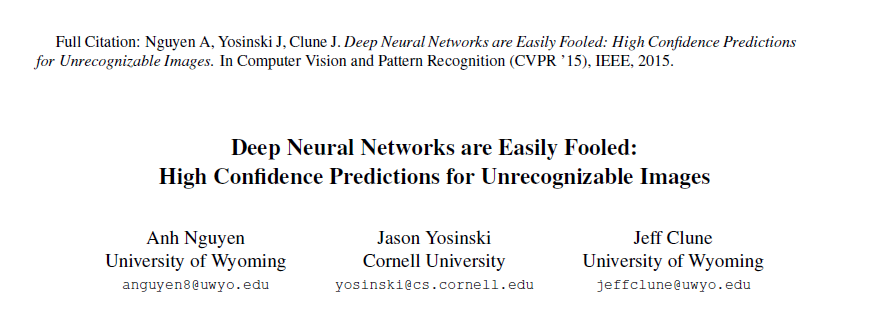 Full Citation: Nguyen A, Yosinski J, Clune J. Deep Neural Networks are Easily Fooled: High Confidence Predictions
for Unrecognizable Images. In Computer Vision and Pattern Recognition (CVPR ’15), IEEE, 2015.
Deep Neural Networks are Easily Fooled:
High Confidence Predictions for Unrecognizable Images
Anh Nguyen
University of Wyoming
anguyen8@uwyo.edu
Jason Yosinski
Cornell University
yosinski@cs.cornell.edu
Jeff Clune
University of Wyoming
jeffclune@uwyo.edu